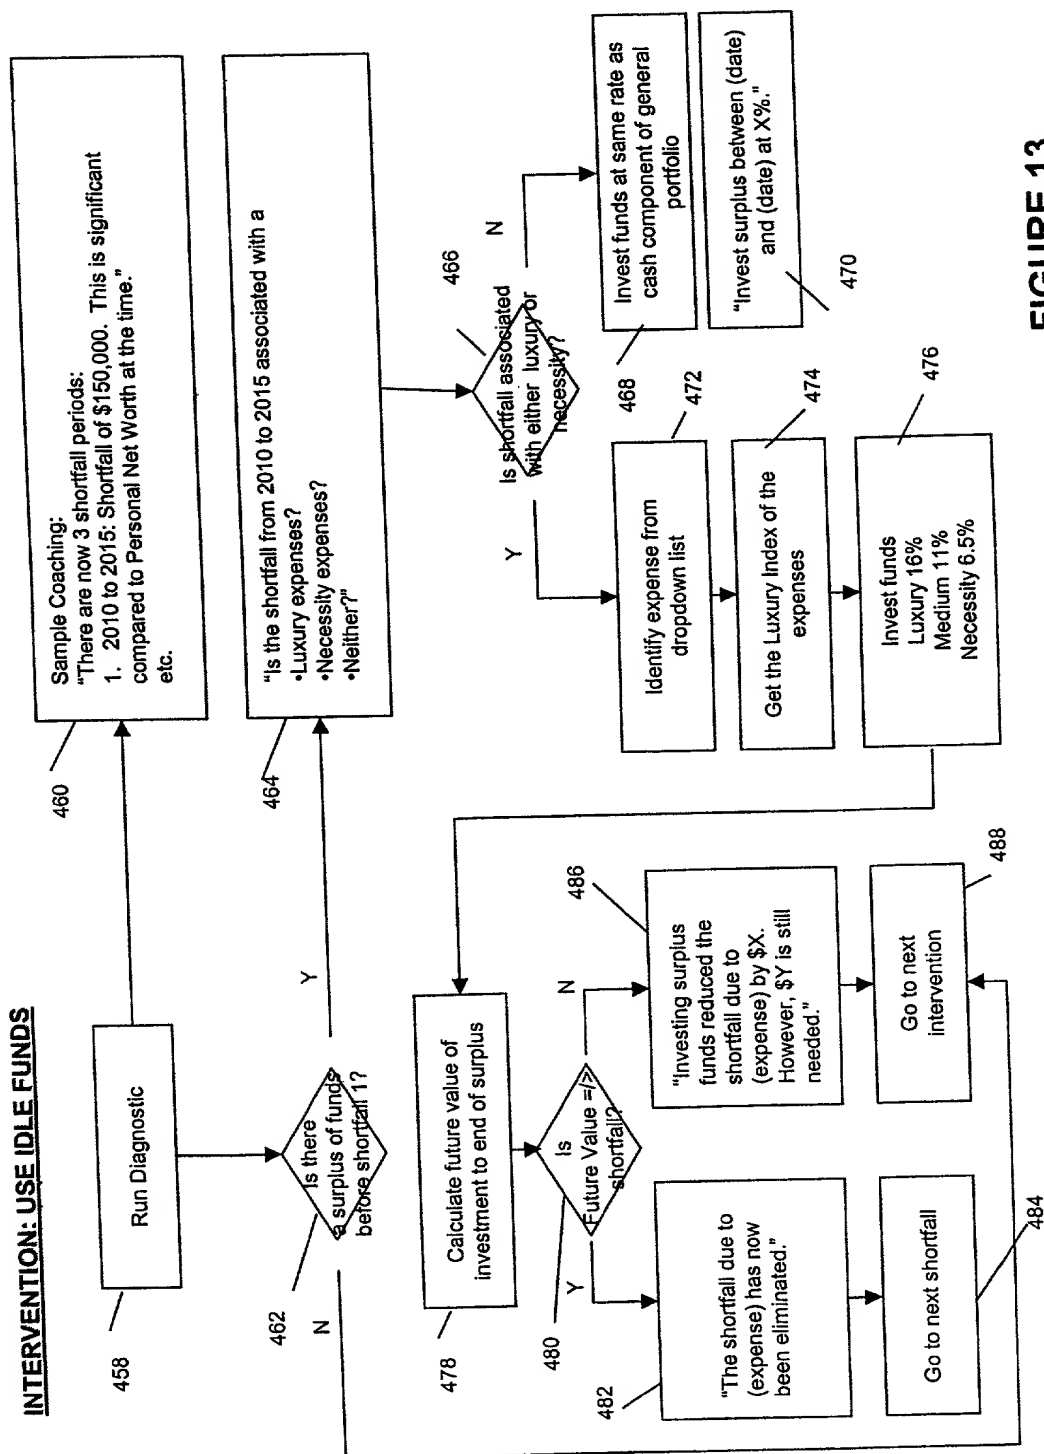 INTERVENTION: USE IDLE FUNDS
458
Run Diagnostic
460
Sample Coaching:
"There are now 3 shortfall periods:
1. 2010 to 2015: Shortfall of $150,000. This is significant
compared to Personal Net Worth at the time."
etc.
462
Is there
a surplus of funds
before shortfall 1?
N
Y
464
"Is the shortfall from 2010 to 2015 associated with a
•Luxury expenses?
•Necessity expenses?
•Neither?"
466
Is shortfall associated
with either luxury or
necessity?
Y
N
468
Invest funds at same rate as
cash component of general
portfolio
"Invest surplus between (date)
and (date) at X%."
470
472
Identify expense from
dropdown list
474
Get the Luxury Index of the
expenses
476
Invest funds
Luxury 16%
Medium 11%
Necessity 6.5%
478
Calculate future value of
investment to end of surplus
480
Is
Future Value =/>
shortfall?
Y
N
482
"The shortfall due to
(expense) has now
been eliminated."
Go to next shortfall
484
486
"Investing surplus
funds reduced the
shortfall due to
(expense) by $X.
However, $Y is still
needed."
Go to next
intervention
488
FIGURE 13